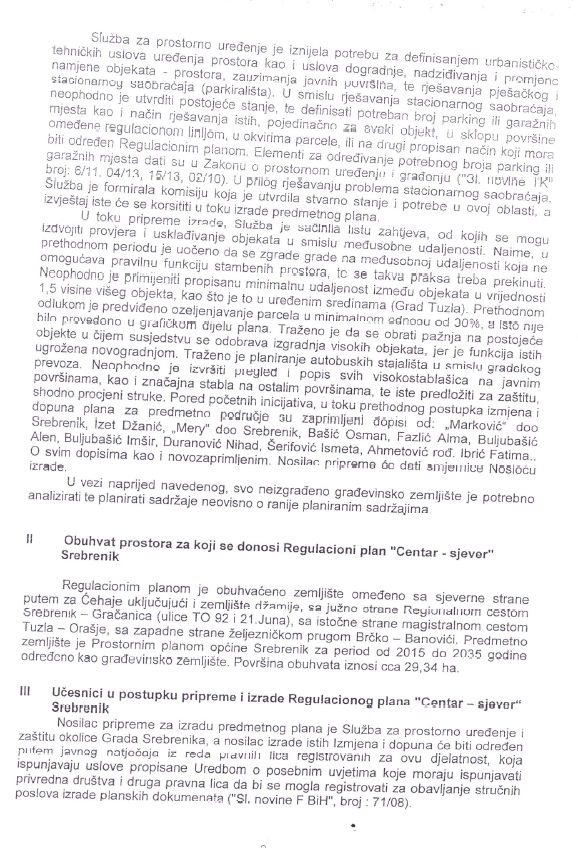 Služba za prostorno uređenje je iznijela potrebu za definisanjem urbanističko-
tehničkih uslova uređenja prostora kao i uslova dogradnje, nadziđivanja i promjene
namjene objekata - prostora, zauzimanja javnih površina, te rješavanja pješačkog i
stacionarnog saobraćaja (parkirališta). U smislu rješavanja stacionarnog saobraćaja,
neophodno je utvrditi postojeće stanje, te definisati potreban broj parking ili garažnih
mjesta kao i način rješavanja istih, pojedinačno za svaki objekt, u sklopu površine
omeđene regulacionom linijom, u okvirima parcele, ili na drugi propisan način koji mora
biti određen Regulacionim planom. Elementi za određivanje potrebnog broja parking ili
garažnih mjesta dati su u Zakonu o prostornom uređenju i građenju ("Sl. novine TK"
broj: 6/11, 04/13, 15/13, 02/10). U prilog rješavanju problema stacionarnog saobraćaja,
Služba je formirala komisiju koja je utvrdila stvarno stanje i potrebe u ovoj oblasti, a
izvještaj iste će se korsititi u toku izrade predmetnog plana.
U toku pripreme izrade, Služba je sačinila listu zahtjeva, od kojih se mogu
izdvojiti provjera i usklađivanje objekata u smislu međusobne udaljenosti. Naime, u
prethodnom periodu je uočeno da se zgrade grade na međusobnoj udaljenosti koja ne
omogućava pravilnu funkciju stambenih prostora, te se takva praksa treba prekinuti.
Neophodno je primijeniti propisanu minimalnu udaljenost između objekata u vrijednosti
1,5 visine višeg objekta, kao što je to u uređenim sredinama (Grad Tuzla). Prethodnom
odlukom je predviđeno ozeljenjavanje parcela u minimalnom odnosu od 30%, a isto nije
bilo provedeno u grafičkom dijelu plana. Traženo je da se obrati pažnja na postojeće
objekte u čijem susjedstvu se odobrava izgradnja visokih objekata, jer je funkcija istih
ugrožena novogradnjom. Traženo je planiranje autobuskih stajališta u smislu gradskog
prevoza. Neophodno je izvršiti pregled i popis svih visokostablašica na javnim
površinama, kao i značajna stabla na ostalim površinama, te iste predložiti za zaštitu,
shodno procjeni struke. Pored početnih inicijativa, u toku prethodnog postupka izmjena i
dopuna plana za predmetno područje su zaprimljeni dopisi od: „Marković" doo
Srebrenik, Izet Džanić, „Mery" doo Srebrenik, Bašić Osman, Fazlić Alma, Buljubašić
Alen, Buljubašić Imšir, Duranović Nihad, Šerifović Ismeta, Ahmetović rođ. Ibrić Fatima..
O svim dopisima kao i novozaprimljenim. Nosilac pripreme će dati smjernice Nosiocu
izrade.
U vezi naprijed navedenog, svo neizgrađeno građevinsko zemljište je potrebno
analizirati te planirati sadržaje neovisno o ranije planiranim sadržajima.
II Obuhvat prostora za koji se donosi Regulacioni plan "Centar - sjever"
Srebrenik
Regulacionim planom je obuhvaćeno zemljište omeđeno sa sjeverne strane
putem za Ćehaje uključujući i zemljište džamije, sa južne strane Regionalnom cestom
Srebrenik – Gračanica (ulice TO 92 i 21.Juna), sa istočne strane magistralnom cestom
Tuzla – Orašje, sa zapadne strane željezničkom prugom Brčko – Banovići. Predmetno
zemljište je Prostornim planom općine Srebrenik za period od 2015 do 2035 godine
određeno kao građevinsko zemljište. Površina obuhvata iznosi cca 29,34 ha.
III Učesnici u postupku pripreme i izrade Regulacionog plana "Centar – sjever“
Srebrenik
Nosilac pripreme za izradu predmetnog plana je Služba za prostorno uređenje i
zaštitu okolice Grada Srebrenika, a nosilac izrade istih Izmjena i dopuna će biti određen
putem javnog natječaja iz reda pravnih lica registrovanih za ovu djelatnost, koja
ispunjavaju uslove propisane Uredbom o posebnim uvjetima koje moraju ispunjavati
privredna društva i druga pravna lica da bi se mogla registrovati za obavljanje stručnih
poslova izrade planskih dokumenata ("Sl. novine F BiH", broj : 71/08).